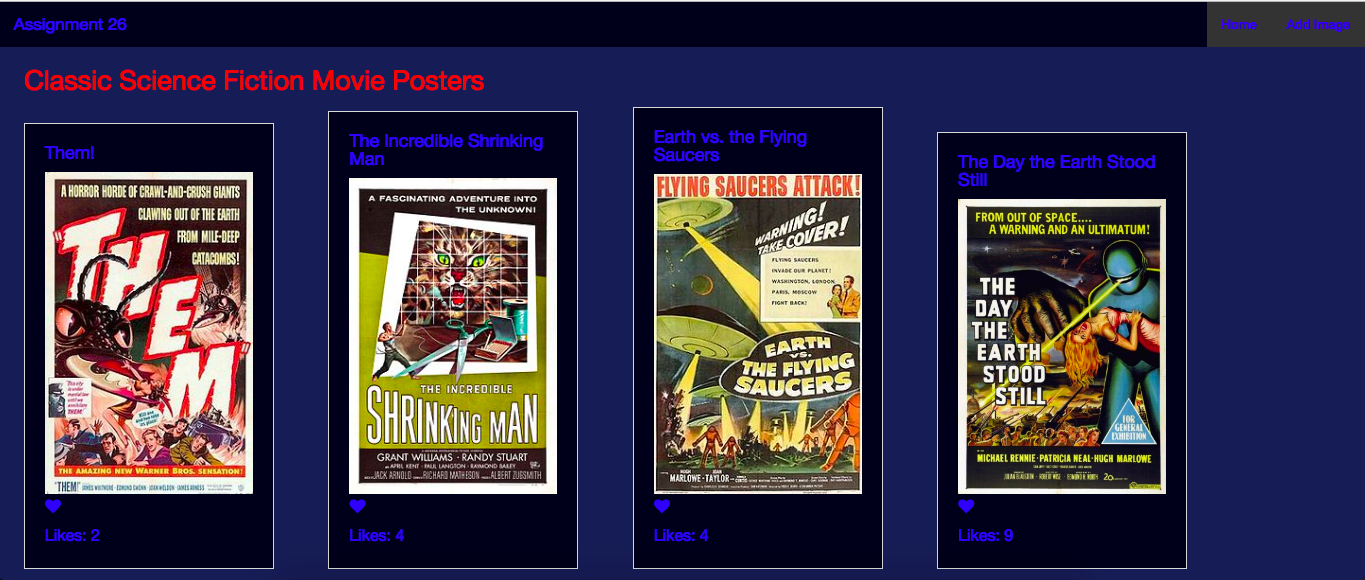 Assignment 26
Home
Add Image
Classic Science Fiction Movie Posters
Them!
A HORROR HORDE OF CRAWL-AND-CRUSH GIANTS
CLAWING OUT OF THE EARTH
FROM MILE-DEEP
CATACOMBS!
"THEM"
THE AMAZING NEW WARNER BROS. SENSATION!
"THEM!"
JAMES WHITMORE · EDMUND GWENN · JOAN WELDON · JAMES ARNESS
Likes: 2
The Incredible Shrinking
Man
A FASCINATING ADVENTURE INTO
THE UNKNOWN!
THE INCREDIBLE
SHRINKING MAN
GRANT WILLIAMS · RANDY STUART
APRIL KENT · PAUL LANGTON · RAYMOND BAILEY
JACK ARNOLD
RICHARD MATHESON
ALBERT ZUGSMITH
Likes: 4
Earth vs. the Flying
Saucers
FLYING SAUCERS ATTACK!
WARNING!
TAKE COVER!
FLYING SAUCERS
INVADE OUR PLANET!
WASHINGTON, LONDON,
PARIS, MOSCOW
FIGHT BACK!
EARTH
VS.
THE FLYING
SAUCERS
HUGH
MARLOWE
JOAN
TAYLOR
Likes: 4
The Day the Earth Stood
Still
FROM OUT OF SPACE....
A WARNING AND AN ULTIMATUM!
THE
DAY
THE
EARTH
STOOD
STILL
FOR
GENERAL
EXHIBITION
MICHAEL RENNIE · PATRICIA NEAL · HUGH MARLOWE
JULIAN BLAUSTEIN
ROBERT WISE
EDMUND H. NORTH
20
Likes: 9